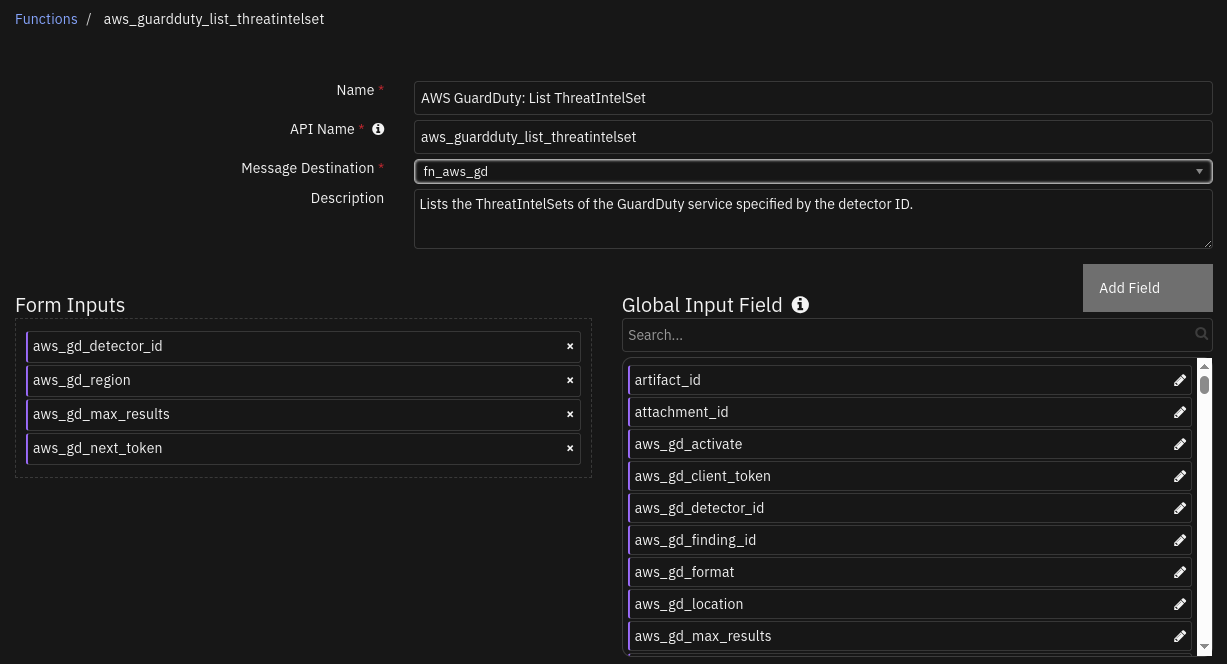 Functions / aws_guardduty_list_threatintelset
Name * AWS GuardDuty: List ThreatIntelSet
API Name * aws_guardduty_list_threatintelset
Message Destination * fn_aws_gd
Description Lists the ThreatIntelSets of the GuardDuty service specified by the detector ID.
Add Field
Form Inputs
aws_gd_detector_id ×
aws_gd_region ×
aws_gd_max_results ×
aws_gd_next_token ×
Global Input Field
Search...
artifact_id
attachment_id
aws_gd_activate
aws_gd_client_token
aws_gd_detector_id
aws_gd_finding_id
aws_gd_format
aws_gd_location
aws_gd_max_results